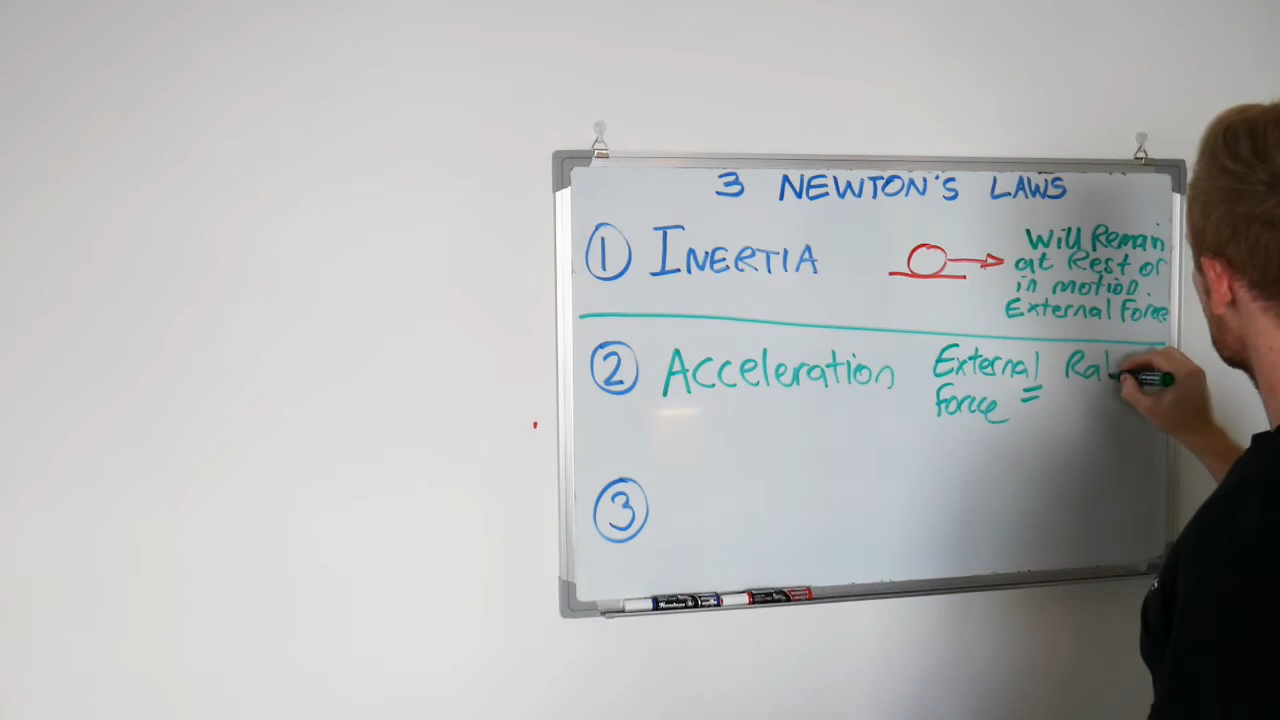 3 NEWTON'S LAWS
1 INERTIA
Will Remain
at Rest or
in motion.
External Force
2 Acceleration
External
Force =
3